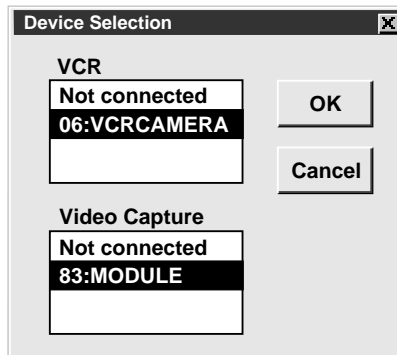 Device Selection
VCR
Not connected
06:VCRCAMERA
OK
Cancel
Video Capture
Not connected
83:MODULE